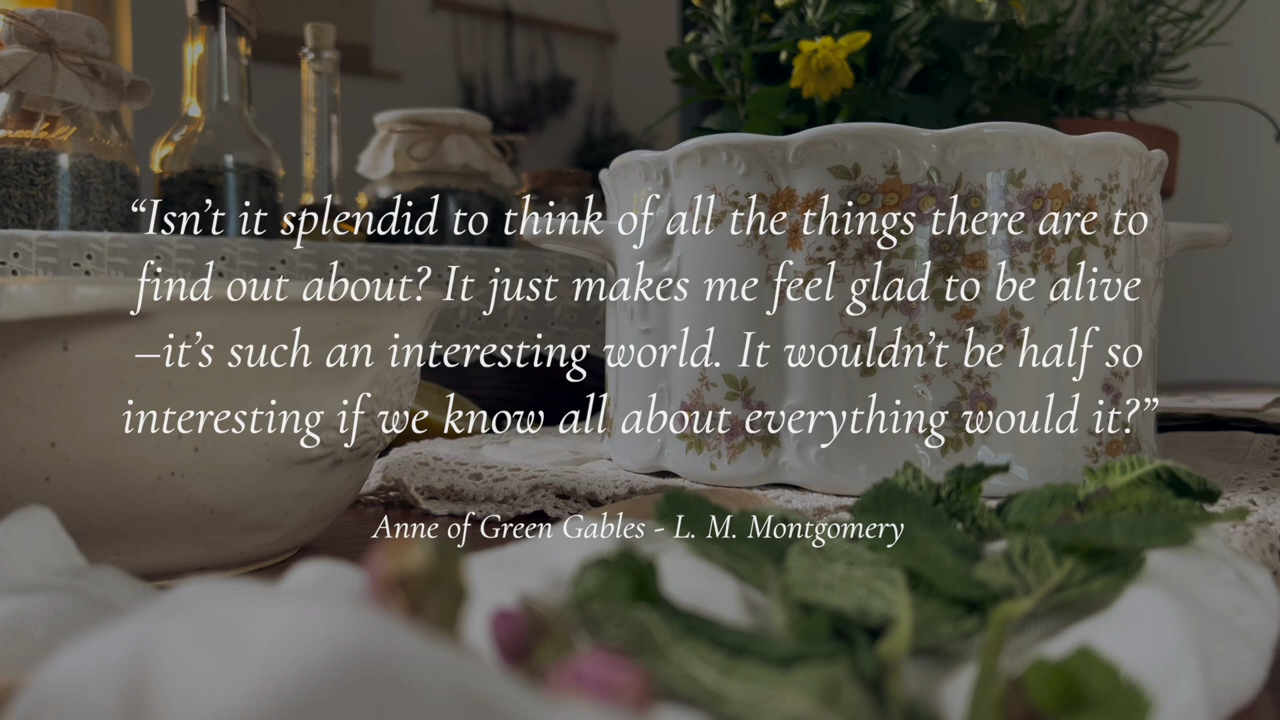 “Isn’t it splendid to think of all the things there are to
find out about? It just makes me feel glad to be alive
–it’s such an interesting world. It wouldn’t be half so
interesting if we know all about everything would it?”
Anne of Green Gables - L. M. Montgomery